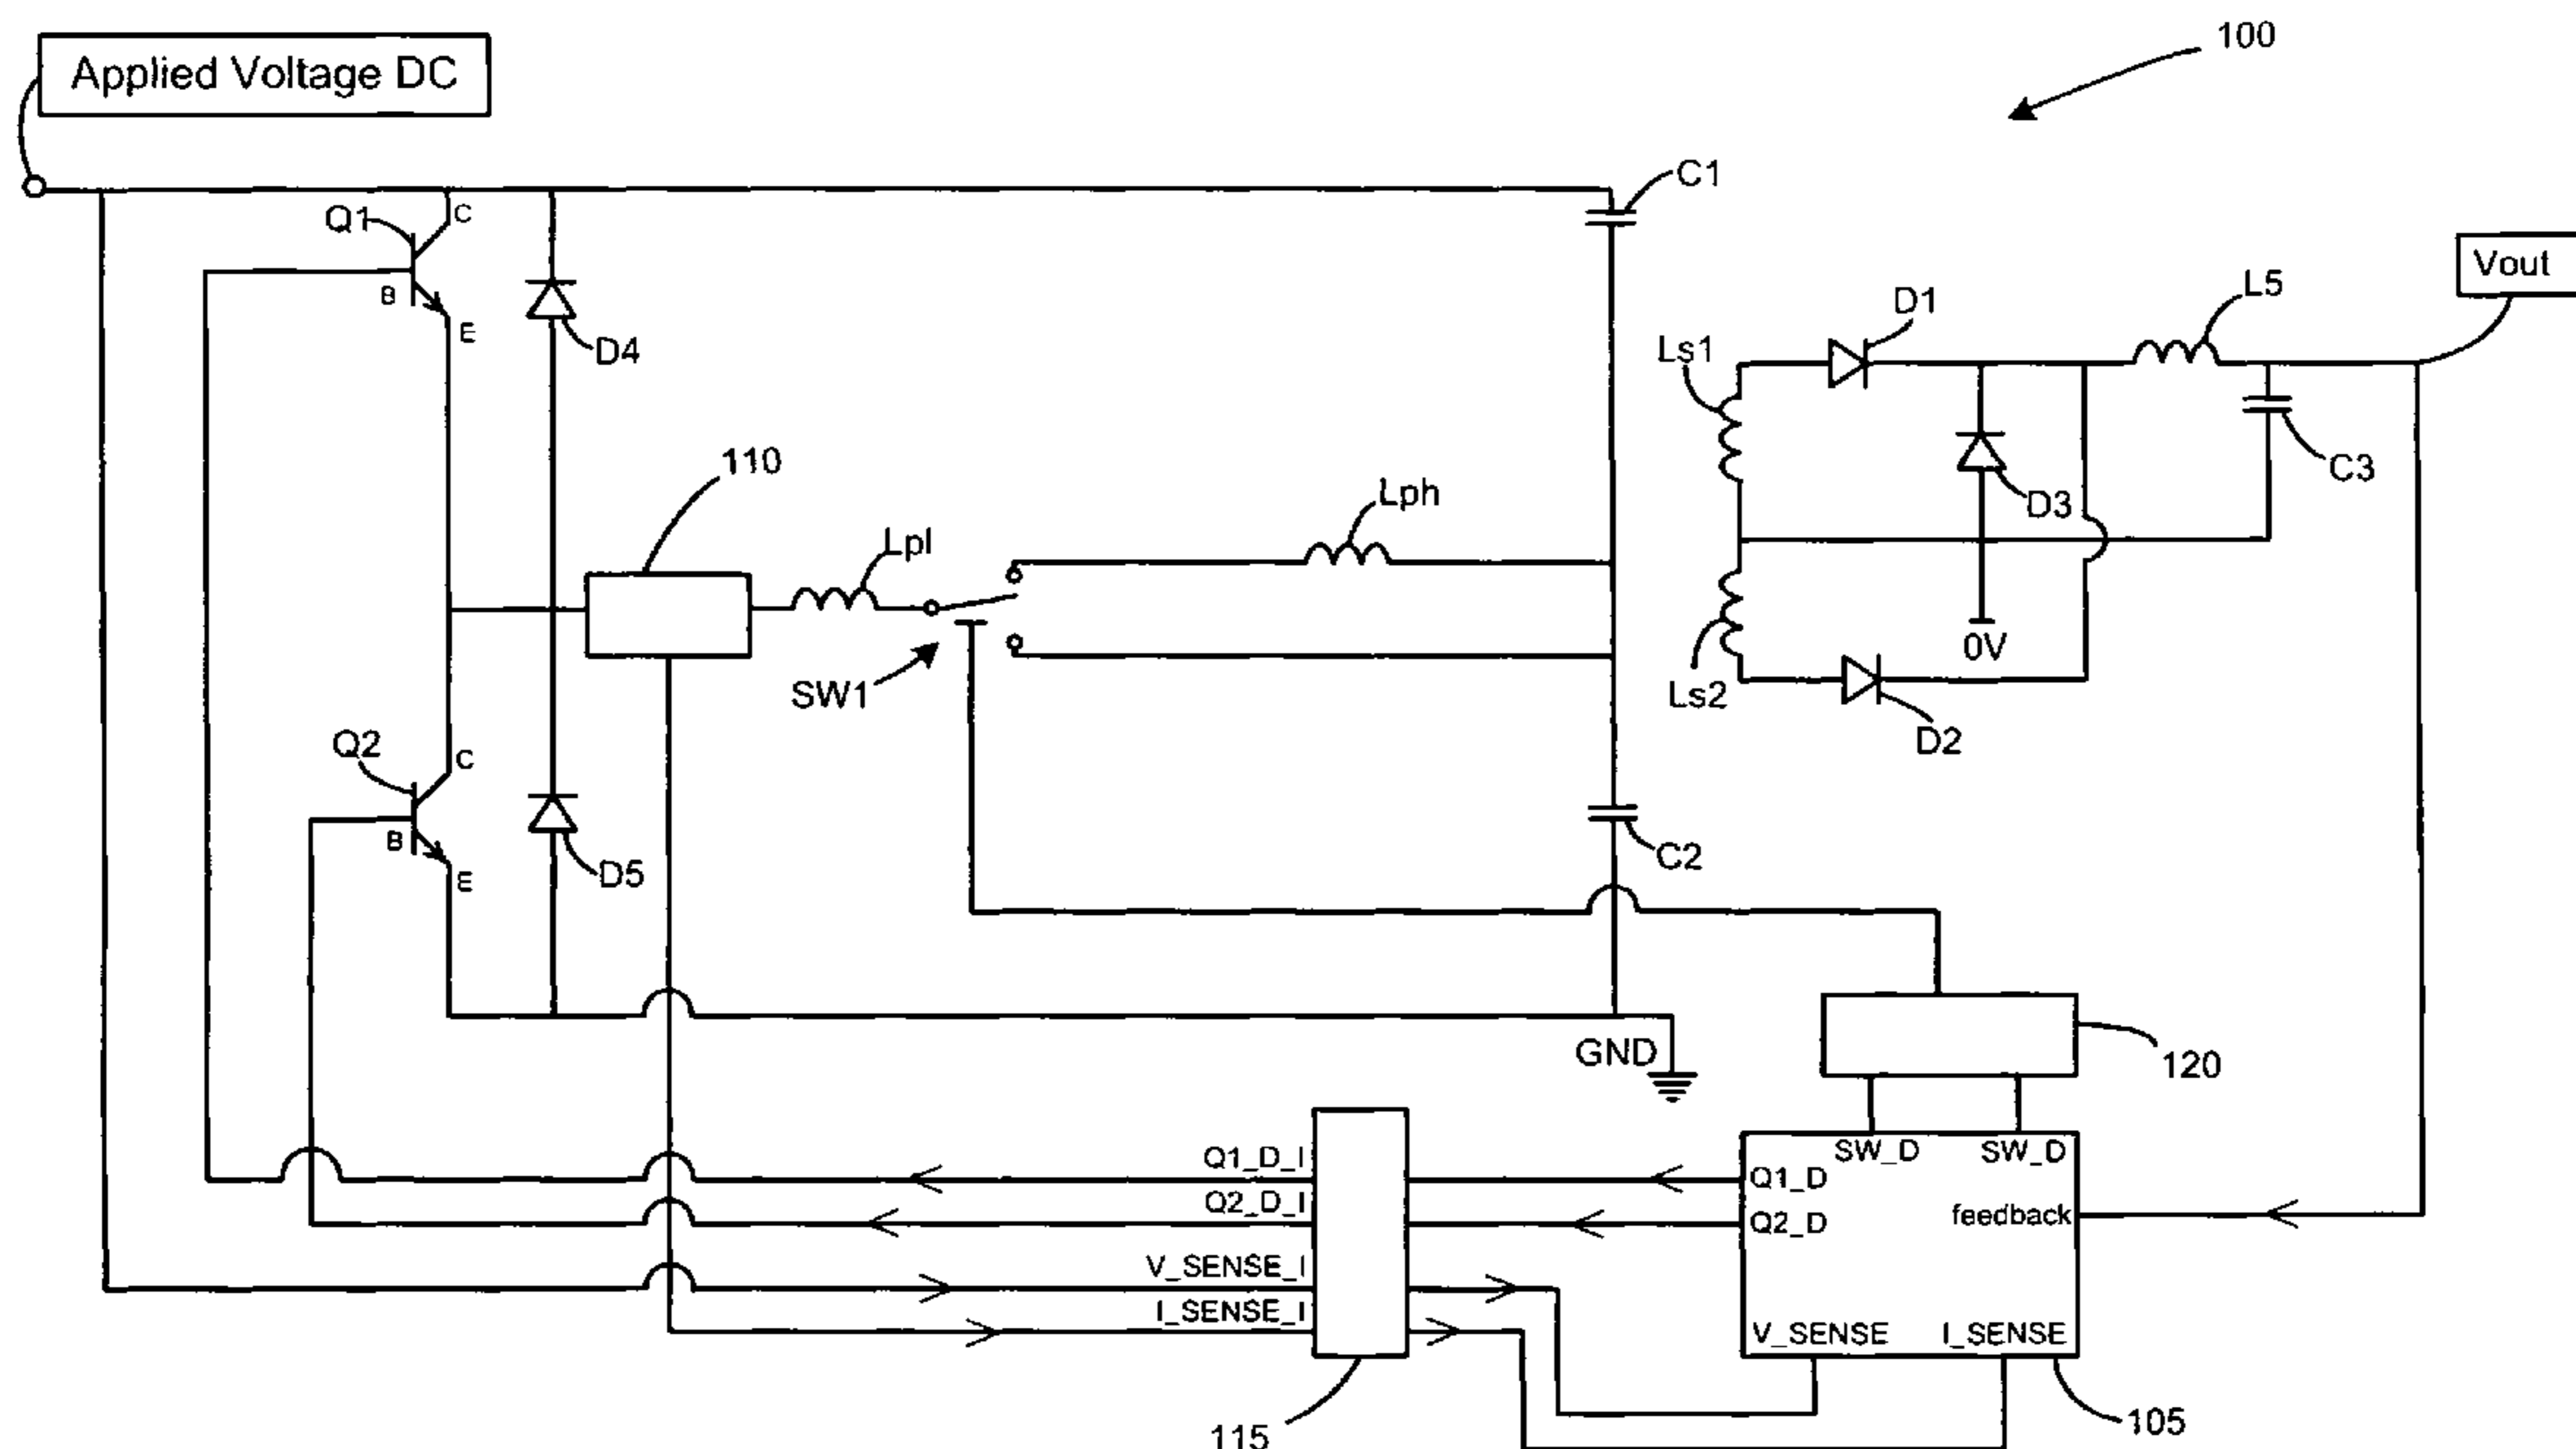 100
Applied Voltage DC
C1
Q1
C
B
E
D4
Vout
L5
D1
Ls1
C3
D3
110
Lph
Lpl
0V
SW1
Ls2
D2
Q2
C
B
E
D5
C2
GND
120
Q1_D_I
Q2_D_I
V_SENSE_I
I_SENSE_I
SW_D SW_D
Q1_D
Q2_D
feedback
V_SENSE I_SENSE
115
105